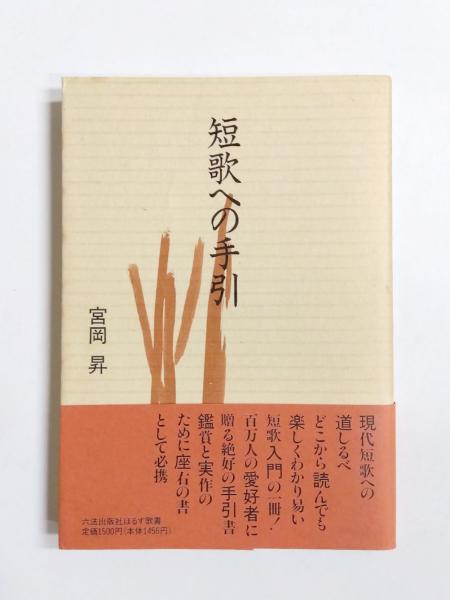 短歌への手引
宮岡 昇
現代短歌への
道しるべ
どこから読んでも
楽しくわかり易い
短歌入門の一冊!
百万人の愛好者に
贈る絶好の手引書
鑑賞と実作の
ために座右の書
として必携
六法出版社ほるす歌書
定価1500円(本体1456円)